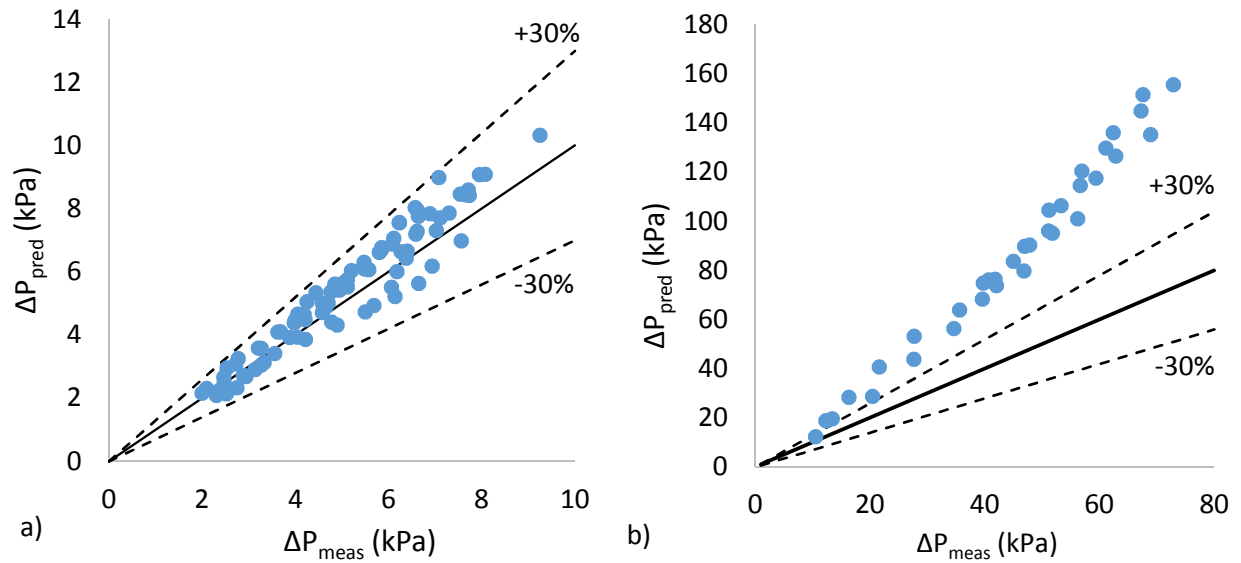 14
12
10
8
6
4
2
0
ΔPpred (kPa)
+30%
-30%
0 2 4 6 8 10
ΔPmeas (kPa)
a)
180
160
140
120
100
80
60
40
20
0
ΔPpred (kPa)
+30%
-30%
0 20 40 60 80
ΔPmeas (kPa)
b)